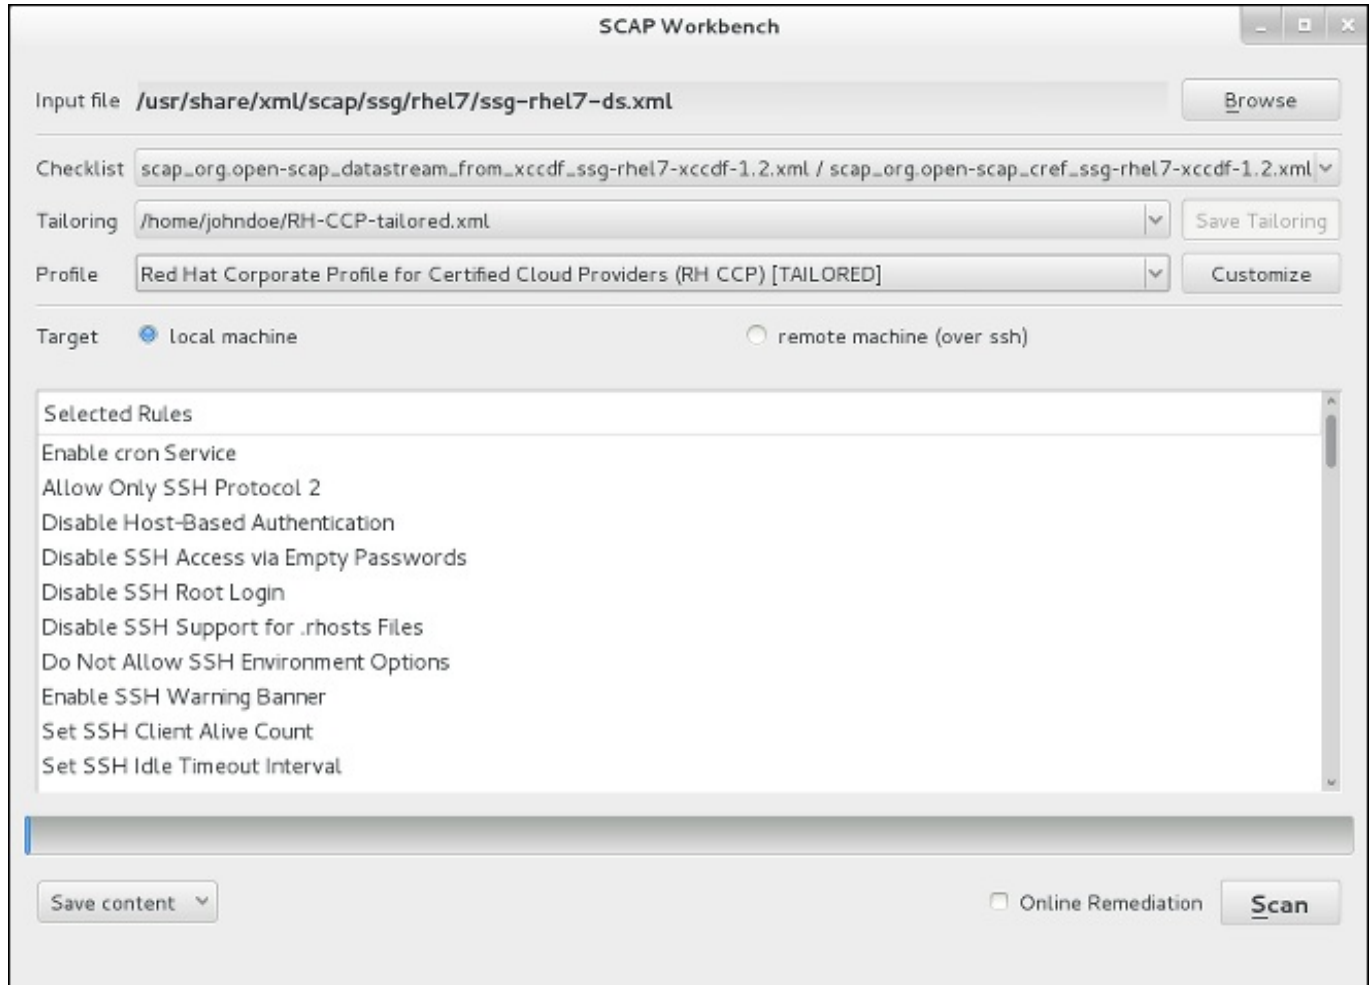 SCAP Workbench
Input file /usr/share/xml/scap/ssg/rhel7/ssg-rhel7-ds.xml Browse
Checklist scap_org.open-scap_datastream_from_xccdf_ssg-rhel7-xccdf-1.2.xml / scap_org.open-scap_cref_ssg-rhel7-xccdf-1.2.xml
Tailoring /home/johndoe/RH-CCP-tailored.xml Save Tailoring
Profile Red Hat Corporate Profile for Certified Cloud Providers (RH CCP) [TAILORED] Customize
Target local machine remote machine (over ssh)
Selected Rules
Enable cron Service
Allow Only SSH Protocol 2
Disable Host-Based Authentication
Disable SSH Access via Empty Passwords
Disable SSH Root Login
Disable SSH Support for .rhosts Files
Do Not Allow SSH Environment Options
Enable SSH Warning Banner
Set SSH Client Alive Count
Set SSH Idle Timeout Interval
Save content Online Remediation Scan